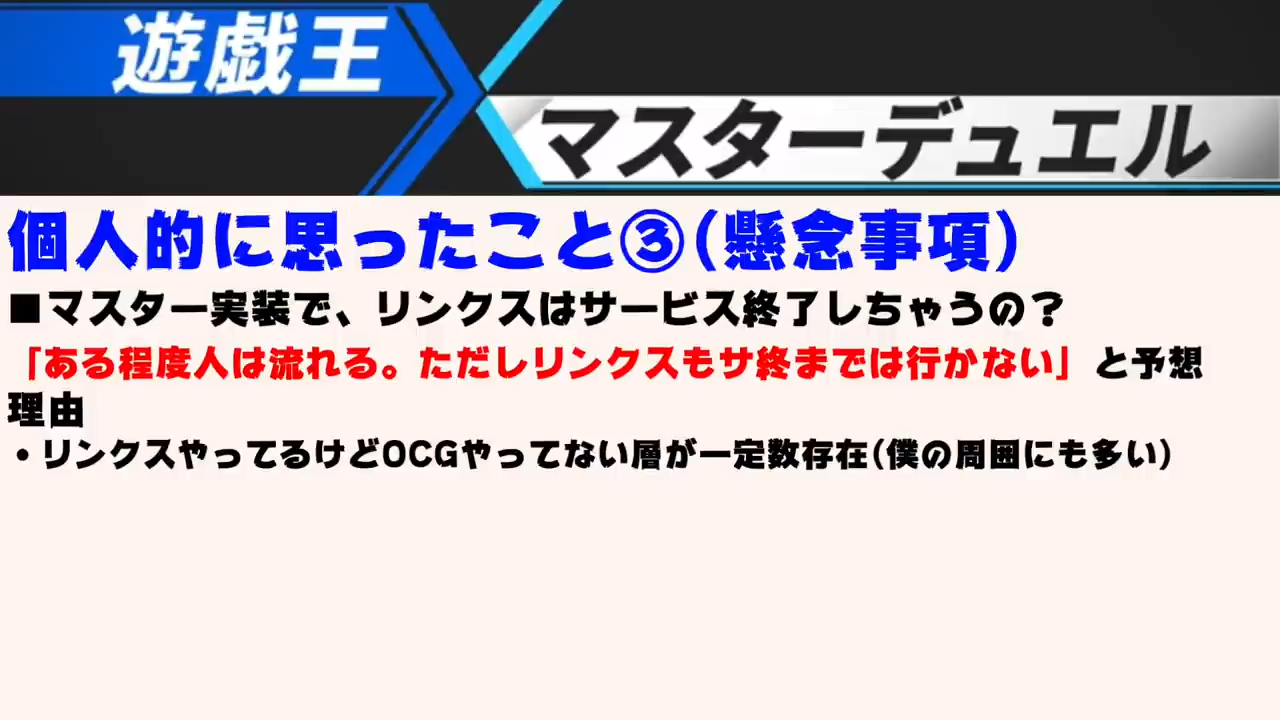 遊戯王
マスターデュエル
個人的に思ったこと③(懸念事項)
■マスター実装で、リンクスはサービス終了しちゃうの？
「ある程度人は流れる。ただしリンクスもサ終までは行かない」と予想
理由
・リンクスやってるけどOCGやってない層が一定数存在(僕の周囲にも多い)